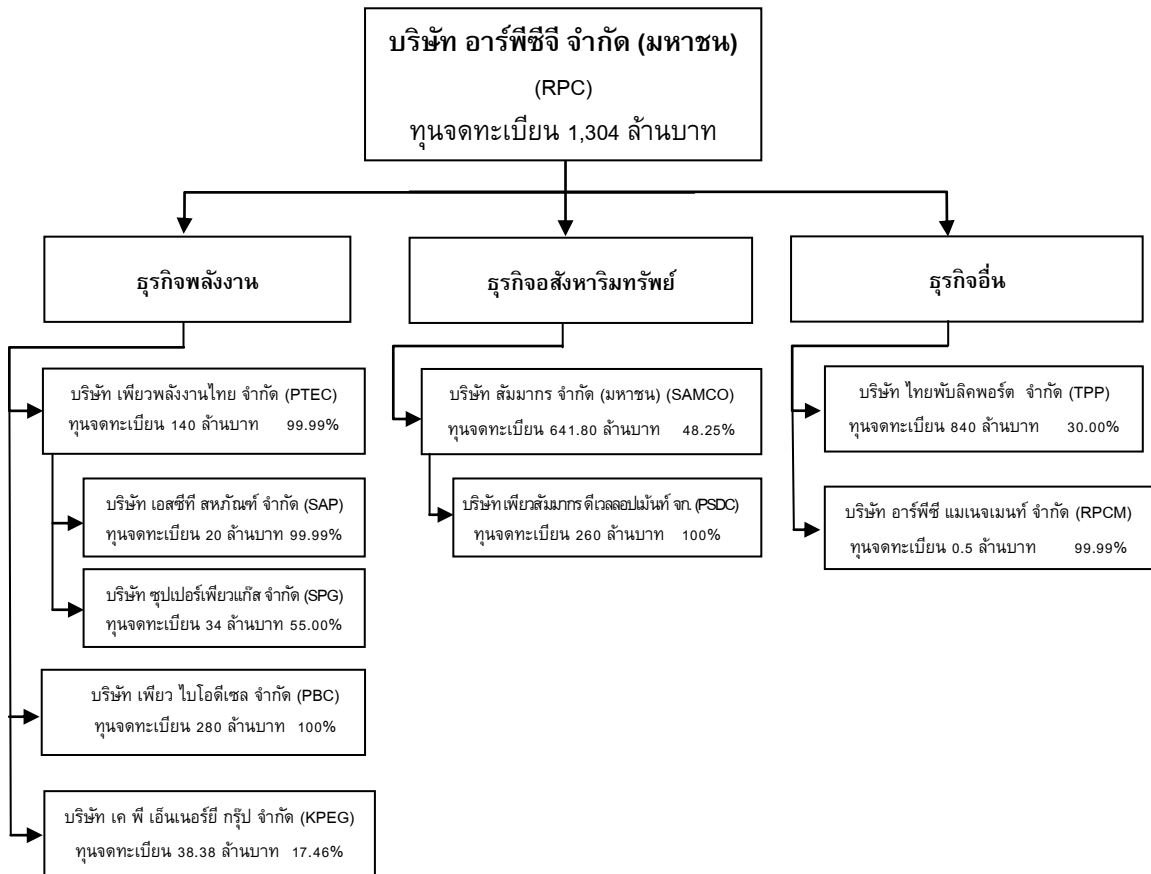 บริษัท อาร์พีซีจี จำกัด (มหาชน)
(RPC)
ทุนจดทะเบียน 1,304 ล้านบาท
ธุรกิจพลังงาน
ธุรกิจอสังหาริมทรัพย์
ธุรกิจอื่น
บริษัท เพียวพลังงานไทย จำกัด (PTEC)
ทุนจดทะเบียน 140 ล้านบาท 99.99%
บริษัท เอสซีที สหภัณฑ์ จำกัด (SAP)
ทุนจดทะเบียน 20 ล้านบาท 99.99%
บริษัท ซุปเปอร์เพียวแก๊ส จำกัด (SPG)
ทุนจดทะเบียน 34 ล้านบาท 55.00%
บริษัท เพียว ไบโอดีเซล จำกัด (PBC)
ทุนจดทะเบียน 280 ล้านบาท 100%
บริษัท เค พี เอ็นเนอร์ยี่ กรุ๊ป จำกัด (KPEG)
ทุนจดทะเบียน 38.38 ล้านบาท 17.46%
บริษัท สัมมากร จำกัด (มหาชน) (SAMCO)
ทุนจดทะเบียน 641.80 ล้านบาท 48.25%
บริษัท เพียวสัมมากร ดีเวลลอปเม้นท์ จก. (PSDC)
ทุนจดทะเบียน 260 ล้านบาท 100%
บริษัท ไทยพับลิคพอร์ต จำกัด (TPP)
ทุนจดทะเบียน 840 ล้านบาท 30.00%
บริษัท อาร์พีซี แมเนจเมนท์ จำกัด (RPCM)
ทุนจดทะเบียน 0.5 ล้านบาท 99.99%